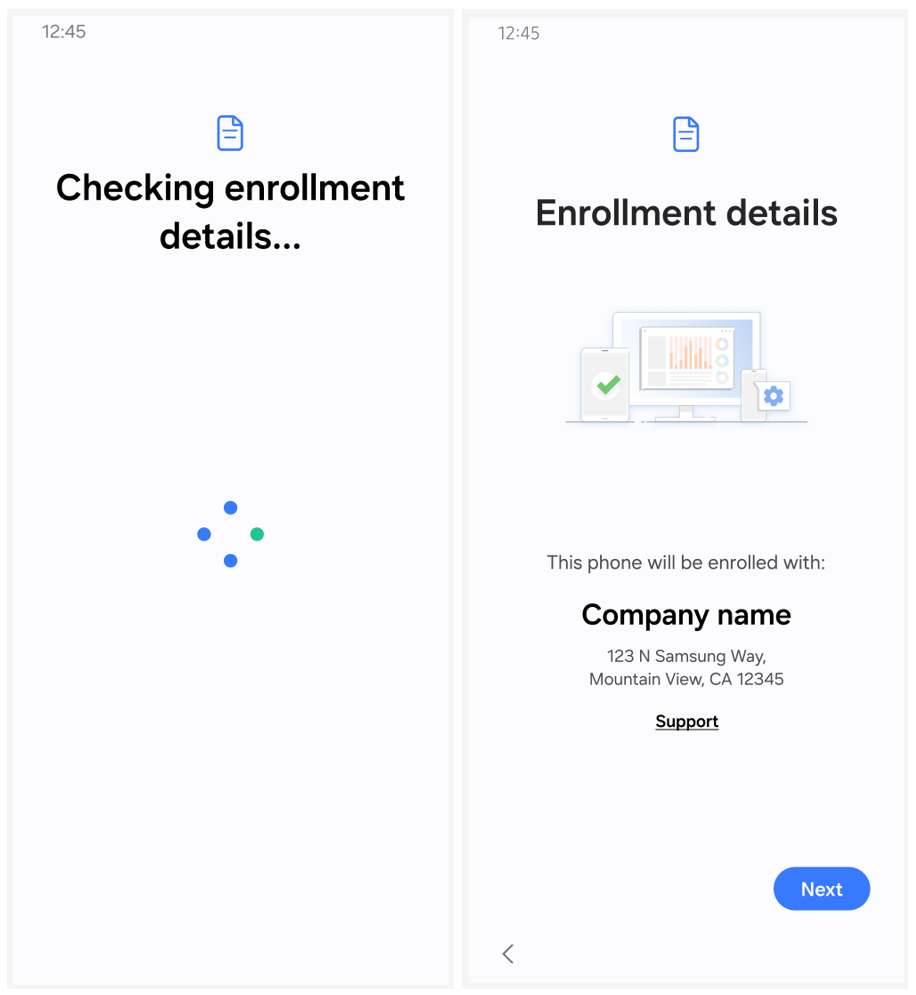 12:45
Checking enrollment
details...
12:45
Enrollment details
This phone will be enrolled with:
Company name
123 N Samsung Way,
Mountain View, CA 12345
Support
Next